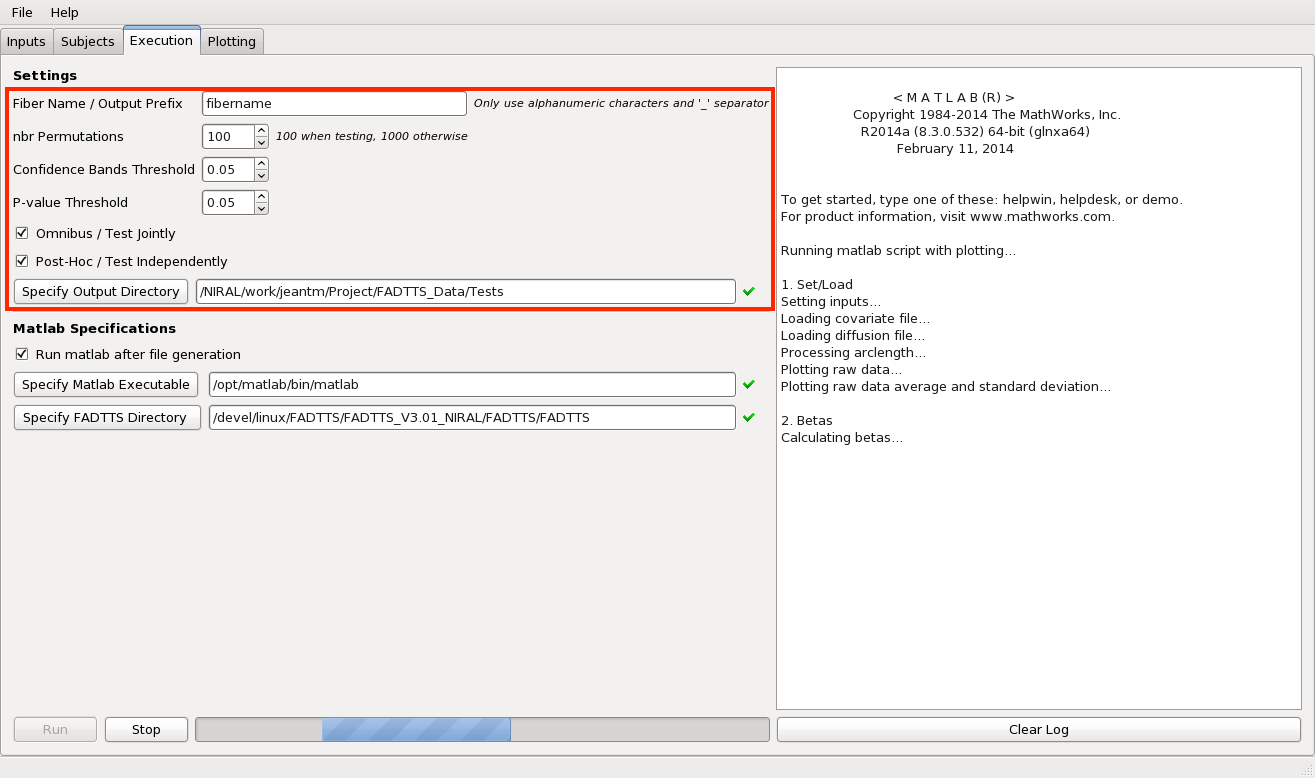 File Help
Inputs Subjects Execution Plotting
Settings
Fiber Name / Output Prefix fibername Only use alphanumeric characters and '_' separator
nbr Permutations 100 100 when testing, 1000 otherwise
Confidence Bands Threshold 0.05
P-value Threshold 0.05
Omnibus / Test Jointly
Post-Hoc / Test Independently
Specify Output Directory /NIRAL/work/jeantm/Project/FADTTS_Data/Tests
Matlab Specifications
Run matlab after file generation
Specify Matlab Executable /opt/matlab/bin/matlab
Specify FADTTS Directory /devel/linux/FADTTS/FADTTS_V3.01_NIRAL/FADTTS/FADTTS
Run Stop
< M A T L A B (R) >
Copyright 1984-2014 The MathWorks, Inc.
R2014a (8.3.0.532) 64-bit (glnxa64)
February 11, 2014
To get started, type one of these: helpwin, helpdesk, or demo.
For product information, visit www.mathworks.com.
Running matlab script with plotting...
1. Set/Load
Setting inputs...
Loading covariate file...
Loading diffusion file...
Processing arclength...
Plotting raw data...
Plotting raw data average and standard deviation...
2. Betas
Calculating betas...
Clear Log